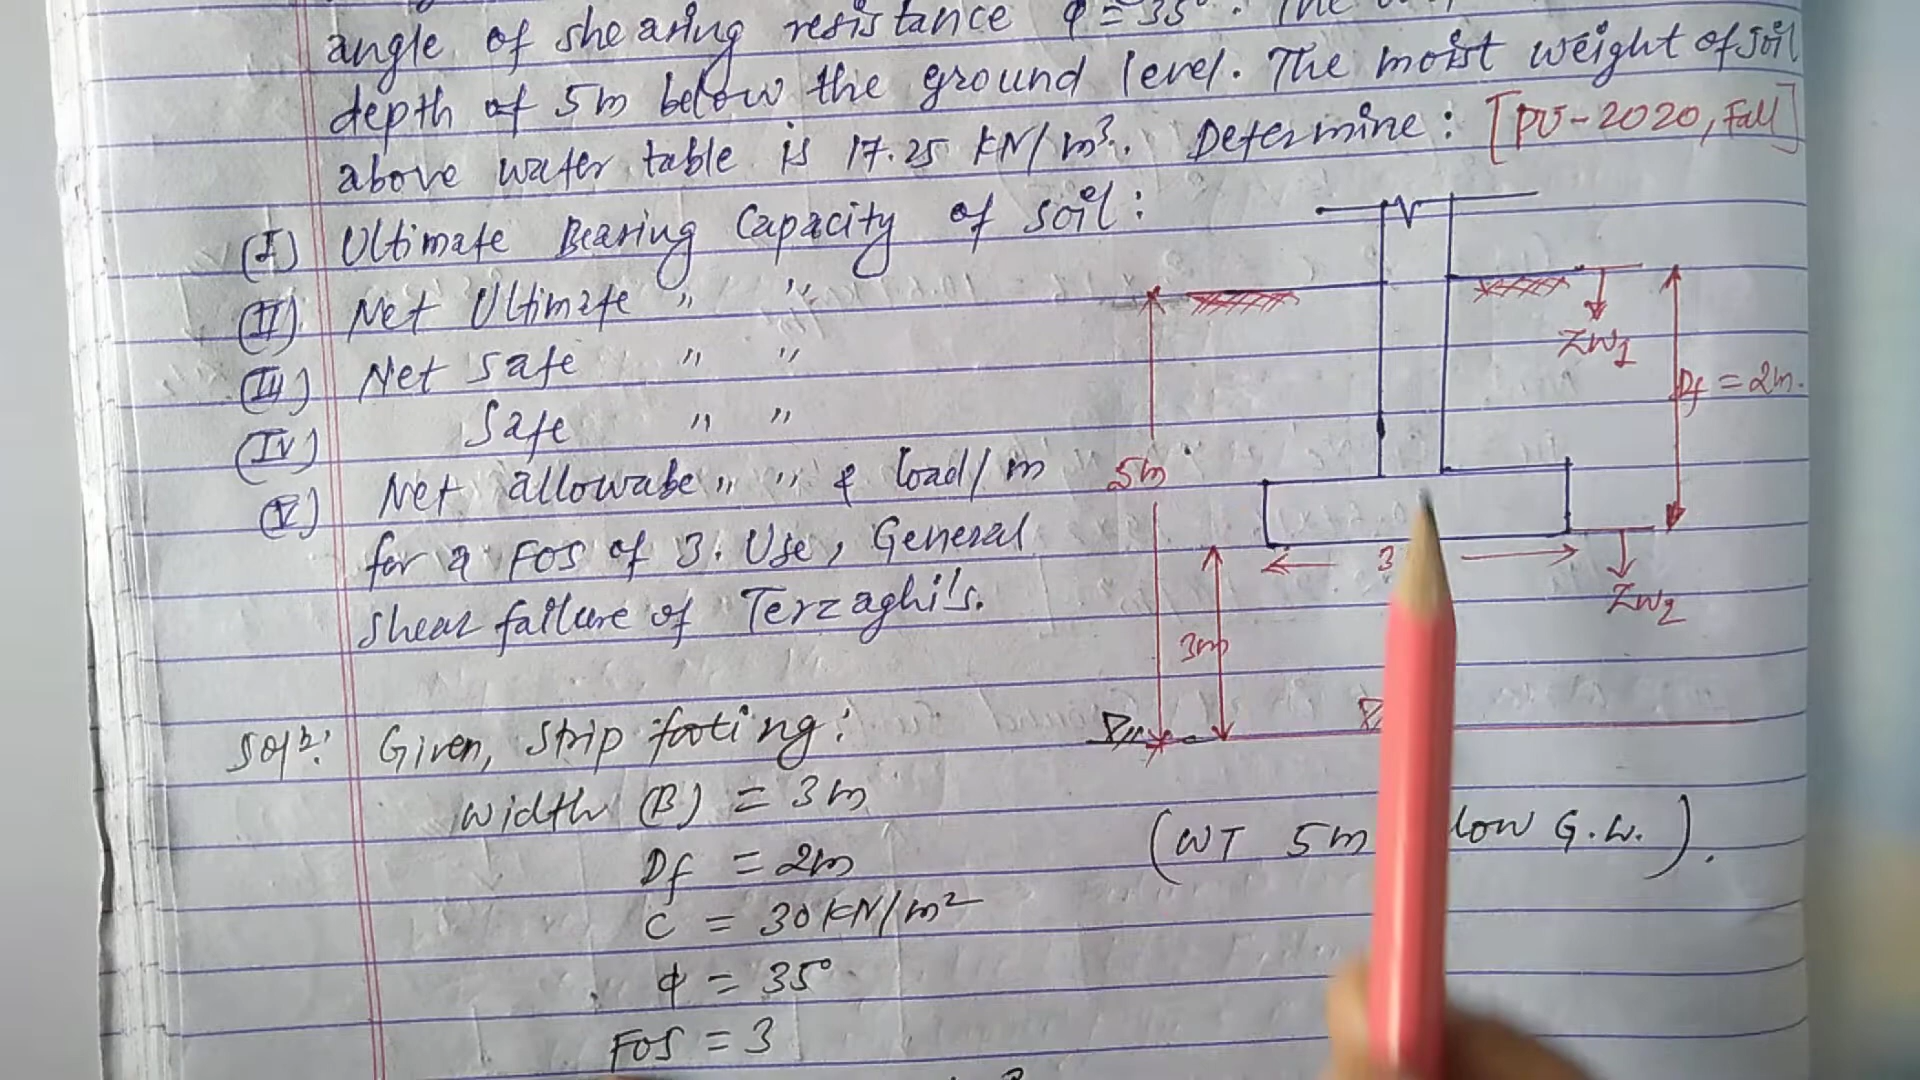 angle of shearing resistance φ = 35°. The
depth of 5m below the ground level. The moist weight of soil
above water table is 17.25 KN/m³. Determine: [PU-2020, Fall]
(I) Ultimate Bearing Capacity of soil:
(II) Net Ultimate " "
(III) Net safe " "
(IV) Safe " "
(V) Net allowabe " " & load/m
for a FOS of 3. Use, General
shear failure of Terzaghi's.
Zw1
Df = 2m.
5m
3
Zw2
3m
Solⁿ: Given, strip footing:
width (B) = 3m
(WT 5m low G.W.).
Df = 2m
C = 30 KN/m²
φ = 35°
FOS = 3